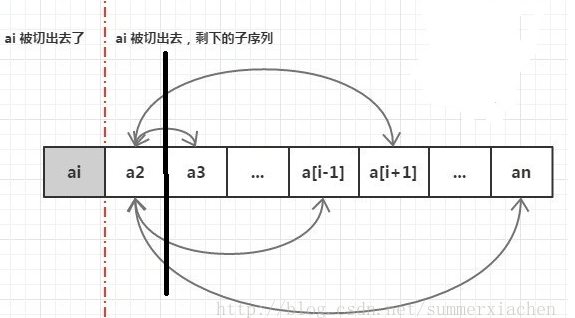 ai 被切出去了
ai 被切出去，剩下的子序列
ai a2 a3 ... a[i-1] a[i+1] ... an
http://blog.csdn.net/summerxiachen